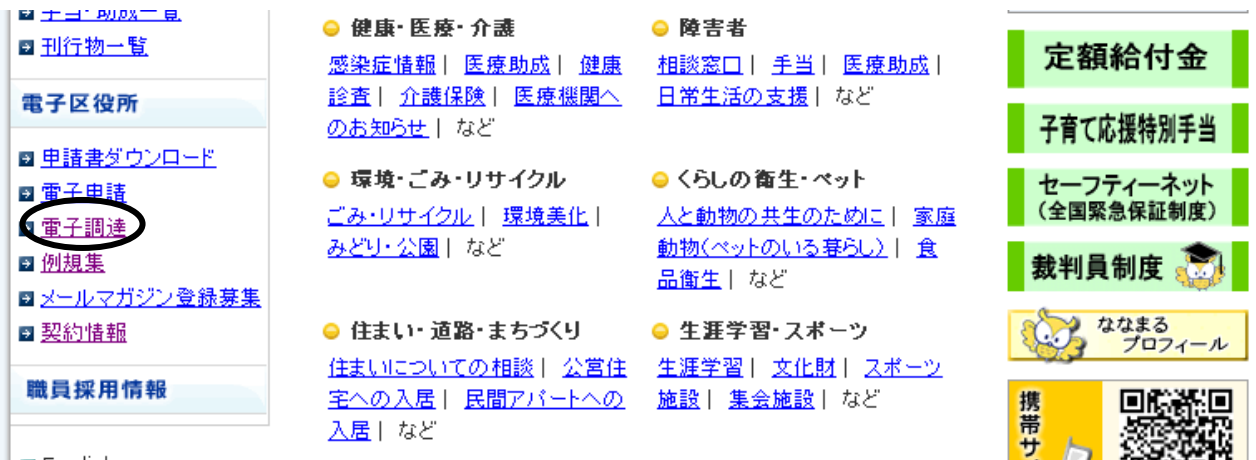 手当・助成一覧
刊行物一覧
電子区役所
申請書ダウンロード
電子申請
電子調達
例規集
メールマガジン登録募集
契約情報
職員採用情報
English
健康・医療・介護
感染症情報| 医療助成| 健康
診査| 介護保険| 医療機関へ
のお知らせ| など
環境・ごみ・リサイクル
ごみ・リサイクル| 環境美化|
みどり・公園| など
住まい・道路・まちづくり
住まいについての相談| 公営住
宅への入居| 民間アパートへの
入居| など
障害者
相談窓口| 手当| 医療助成|
日常生活の支援| など
くらしの衛生・ペット
人と動物の共生のために| 家庭
動物(ペットのいる暮らし)| 食
品衛生| など
生涯学習・スポーツ
生涯学習| 文化財| スポーツ
施設| 集会施設| など
定額給付金
子育て応援特別手当
セーフティーネット
(全国緊急保証制度)
裁判員制度
ななまる
プロフィール
携帯サ